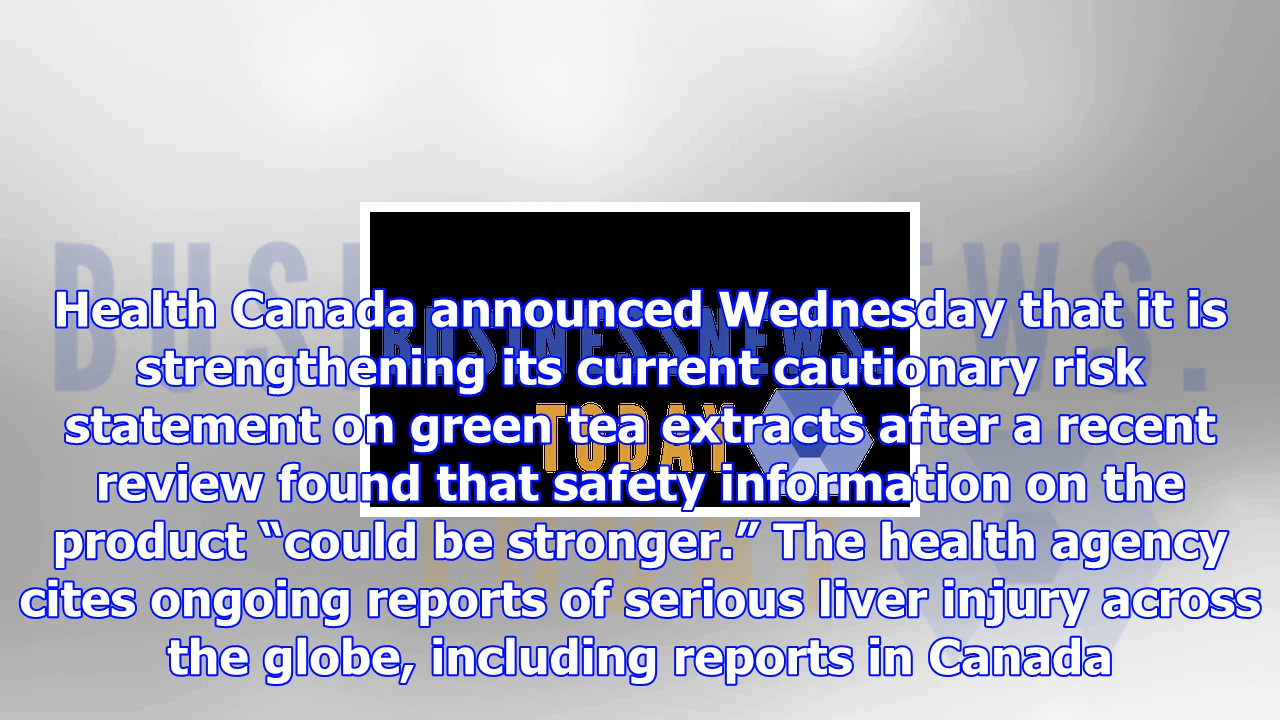 BUSINESSNEWS
TODAY
Health Canada announced Wednesday that it is
strengthening its current cautionary risk
statement on green tea extracts after a recent
review found that safety information on the
product “could be stronger.” The health agency
cites ongoing reports of serious liver injury across
the globe, including reports in Canada